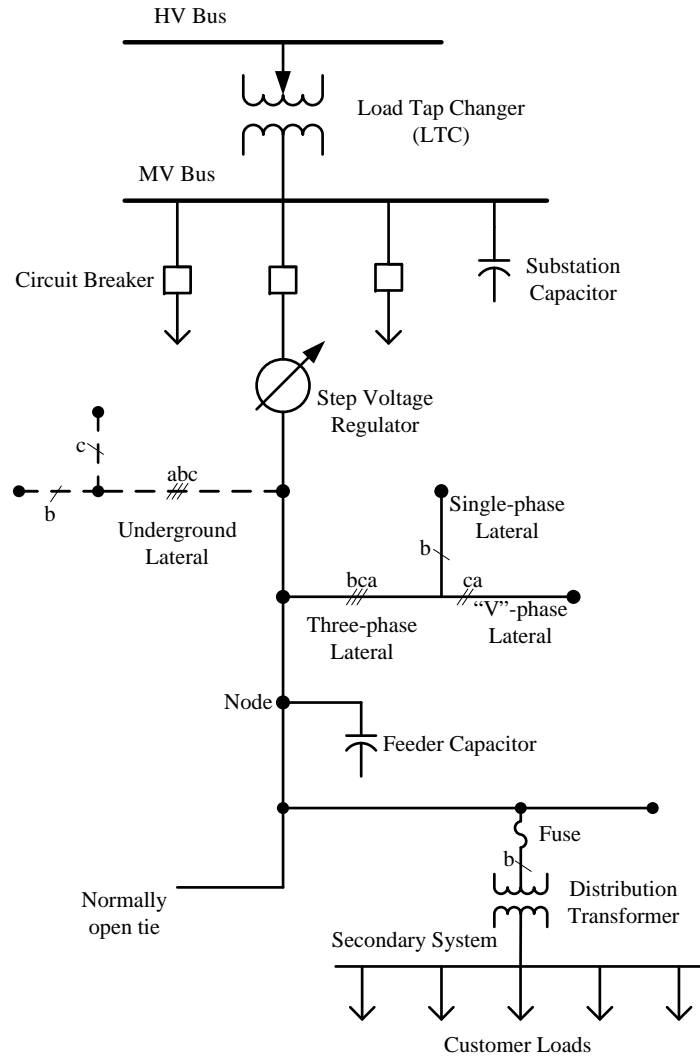 HV Bus
Load Tap Changer
(LTC)
MV Bus
Circuit Breaker
Substation
Capacitor
Step Voltage
Regulator
c
abc
b
Underground
Lateral
Single-phase
Lateral
b
bca
ca
“V”-phase
Lateral
Three-phase
Lateral
Node
Feeder Capacitor
Fuse
b
Distribution
Transformer
Normally
open tie
Secondary System
Customer Loads